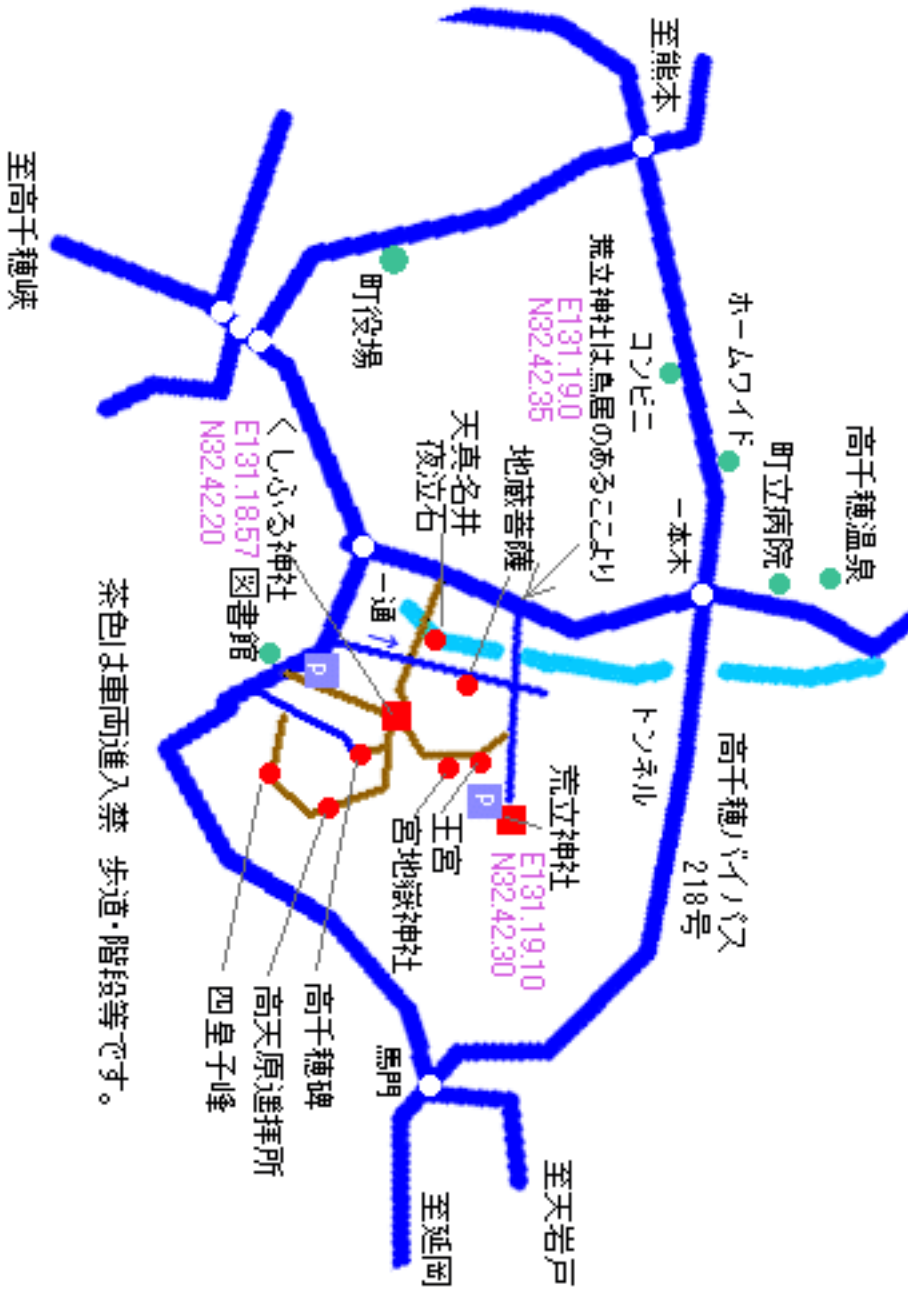 高千穂温泉
町立病院
ホームワイド
一本木
コンビニ
至熊本
高千穂バイパス
218号
トンネル
荒立神社は鳥居のあるここより
E131.19.0
N32.42.35
荒立神社
E131.19.10
N32.42.30
至天岩戸
地蔵菩薩
天真名井
夜泣石
王宮
宮地嶽神社
町役場
一通
P
馬門
至延岡
くしふる神社
E131.18.57
N32.42.20
図書館
P
高千穂碑
高天原遥拝所
四皇子峰
至高千穂峡
茶色は車両進入禁 歩道・階段等です。